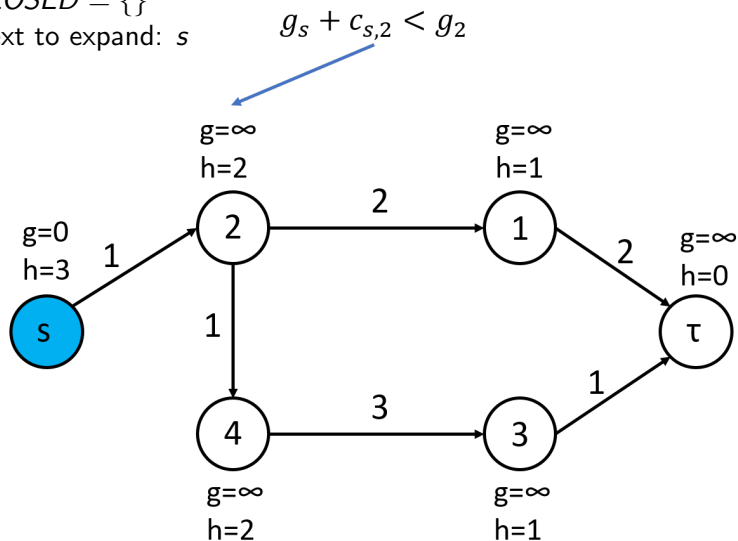 = {}
to expand: s
g_s + c_{s,2} < g_2
g=∞
h=2
g=∞
h=1
2
g=0
h=3
1
2
1
2
g=∞
h=0
s
τ
1
1
3
4
3
g=∞
h=2
g=∞
h=1